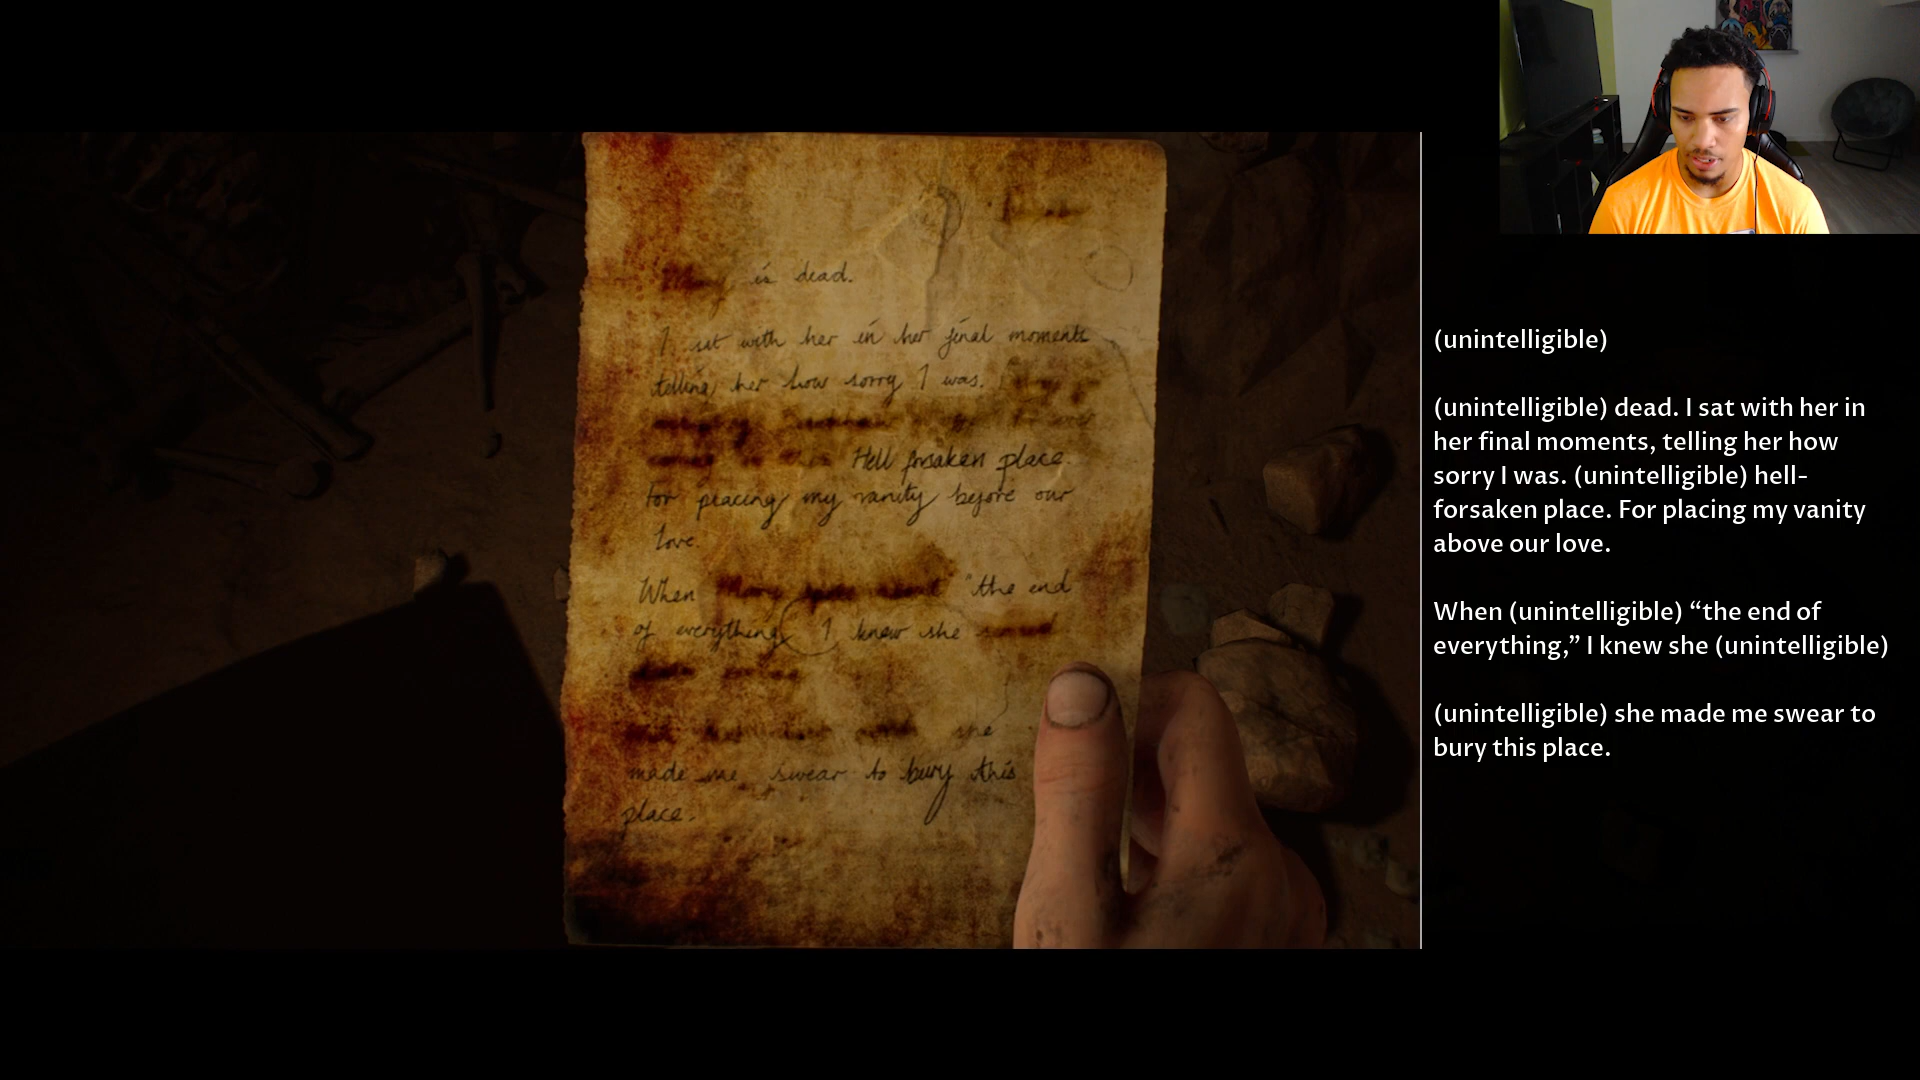 is dead.
I sat with her in her final moments
telling her how sorry I was.
Hell forsaken place.
for placing my vanity before our
love.
When "the end
of everything, I knew she
she
made me swear to bury this
place.
(unintelligible)
(unintelligible) dead. I sat with her in
her final moments, telling her how
sorry I was. (unintelligible) hell-
forsaken place. For placing my vanity
above our love.
When (unintelligible) “the end of
everything,” I knew she (unintelligible)
(unintelligible) she made me swear to
bury this place.